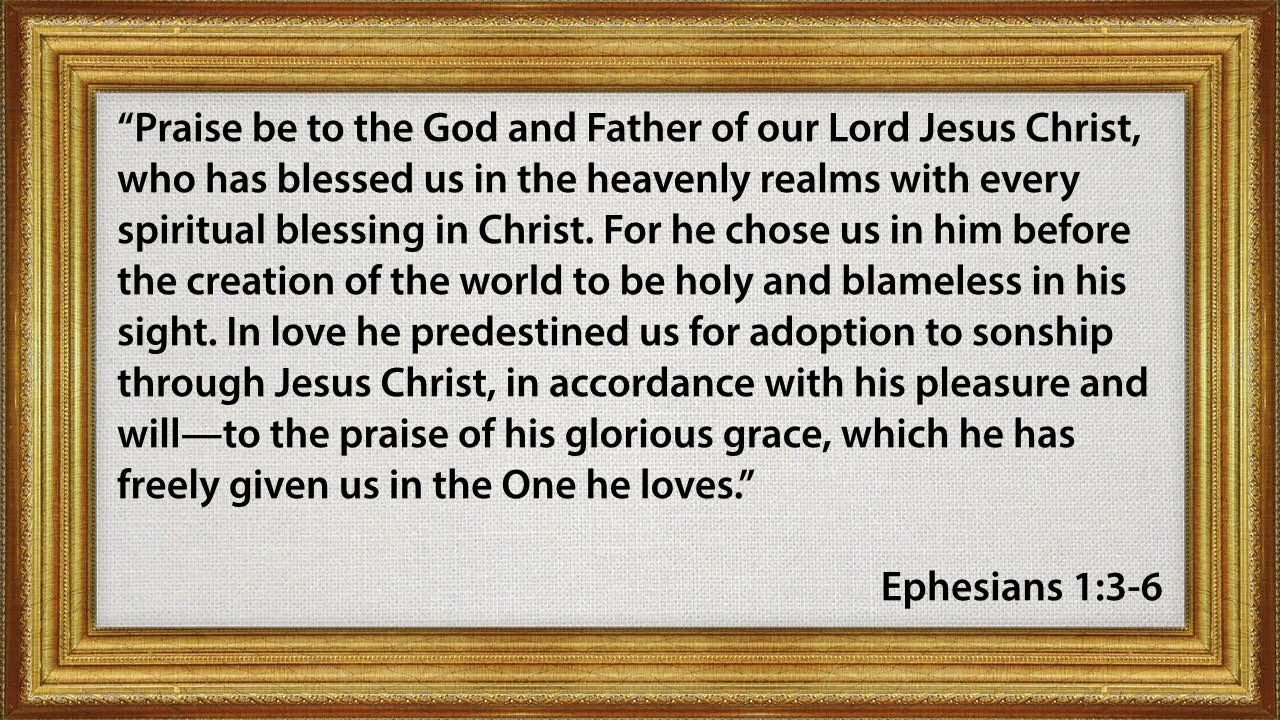 “Praise be to the God and Father of our Lord Jesus Christ,
who has blessed us in the heavenly realms with every
spiritual blessing in Christ. For he chose us in him before
the creation of the world to be holy and blameless in his
sight. In love he predestined us for adoption to sonship
through Jesus Christ, in accordance with his pleasure and
will—to the praise of his glorious grace, which he has
freely given us in the One he loves.”
Ephesians 1:3-6